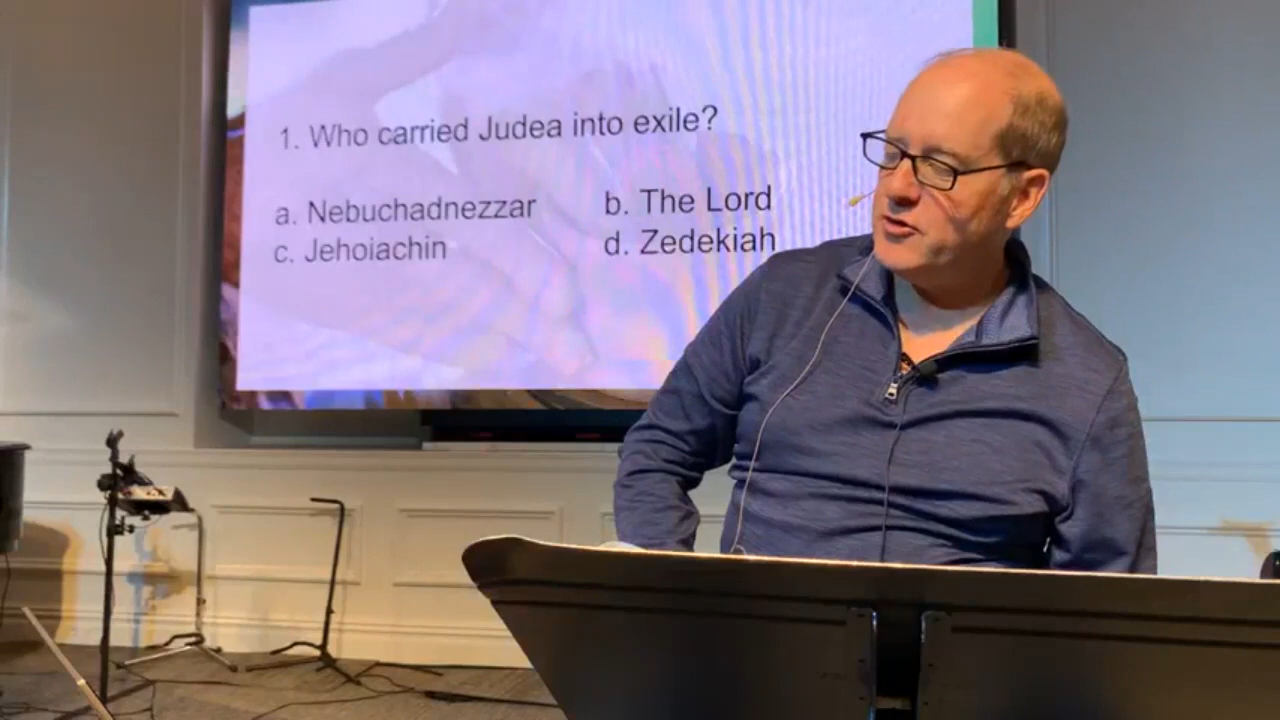 1. Who carried Judea into exile?
a. Nebuchadnezzar b. The Lord
c. Jehoiachin d. Zedekiah